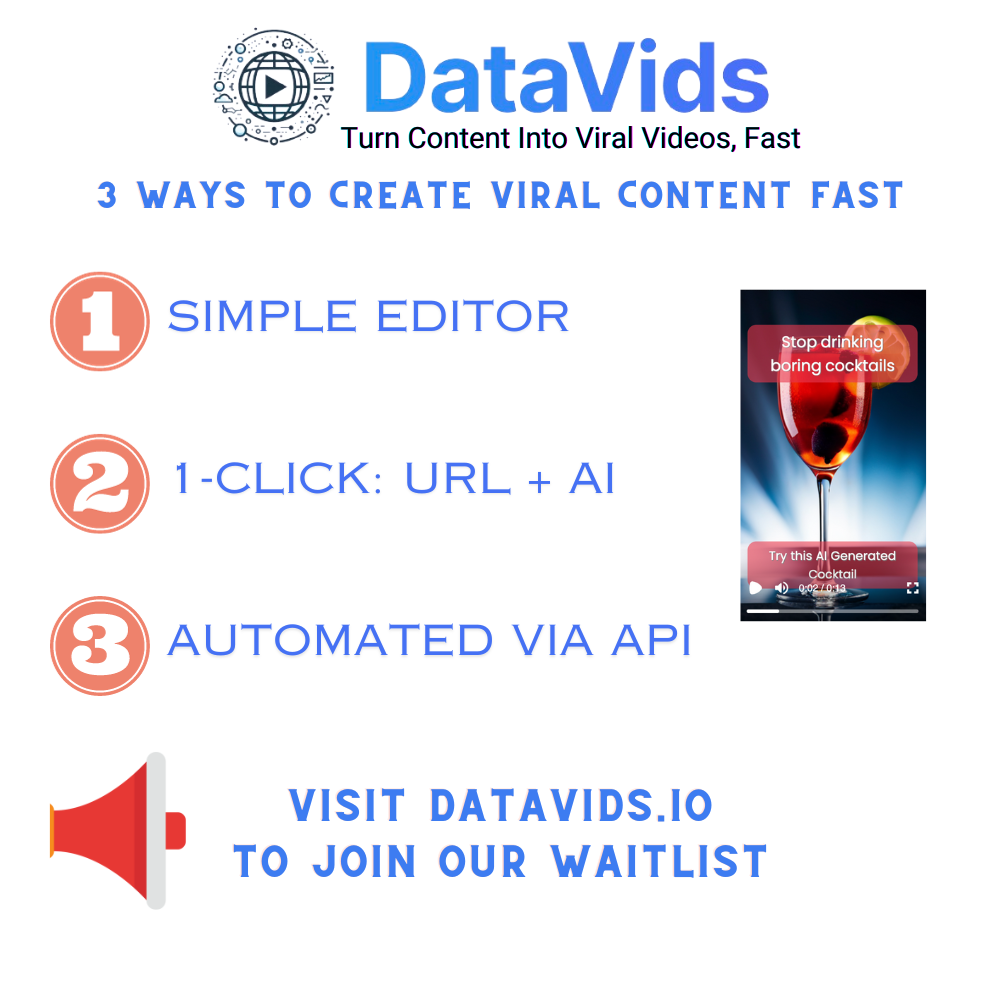 DataVids
Turn Content Into Viral Videos, Fast
3 WAYS TO CREATE VIRAL CONTENT FAST
1 SIMPLE EDITOR
Stop drinking
boring cocktails
2 1-CLICK: URL + AI
Try this AI Generated
Cocktail
0:02 / 0:13
3 AUTOMATED VIA API
VISIT DATAVIDS.IO
TO JOIN OUR WAITLIST